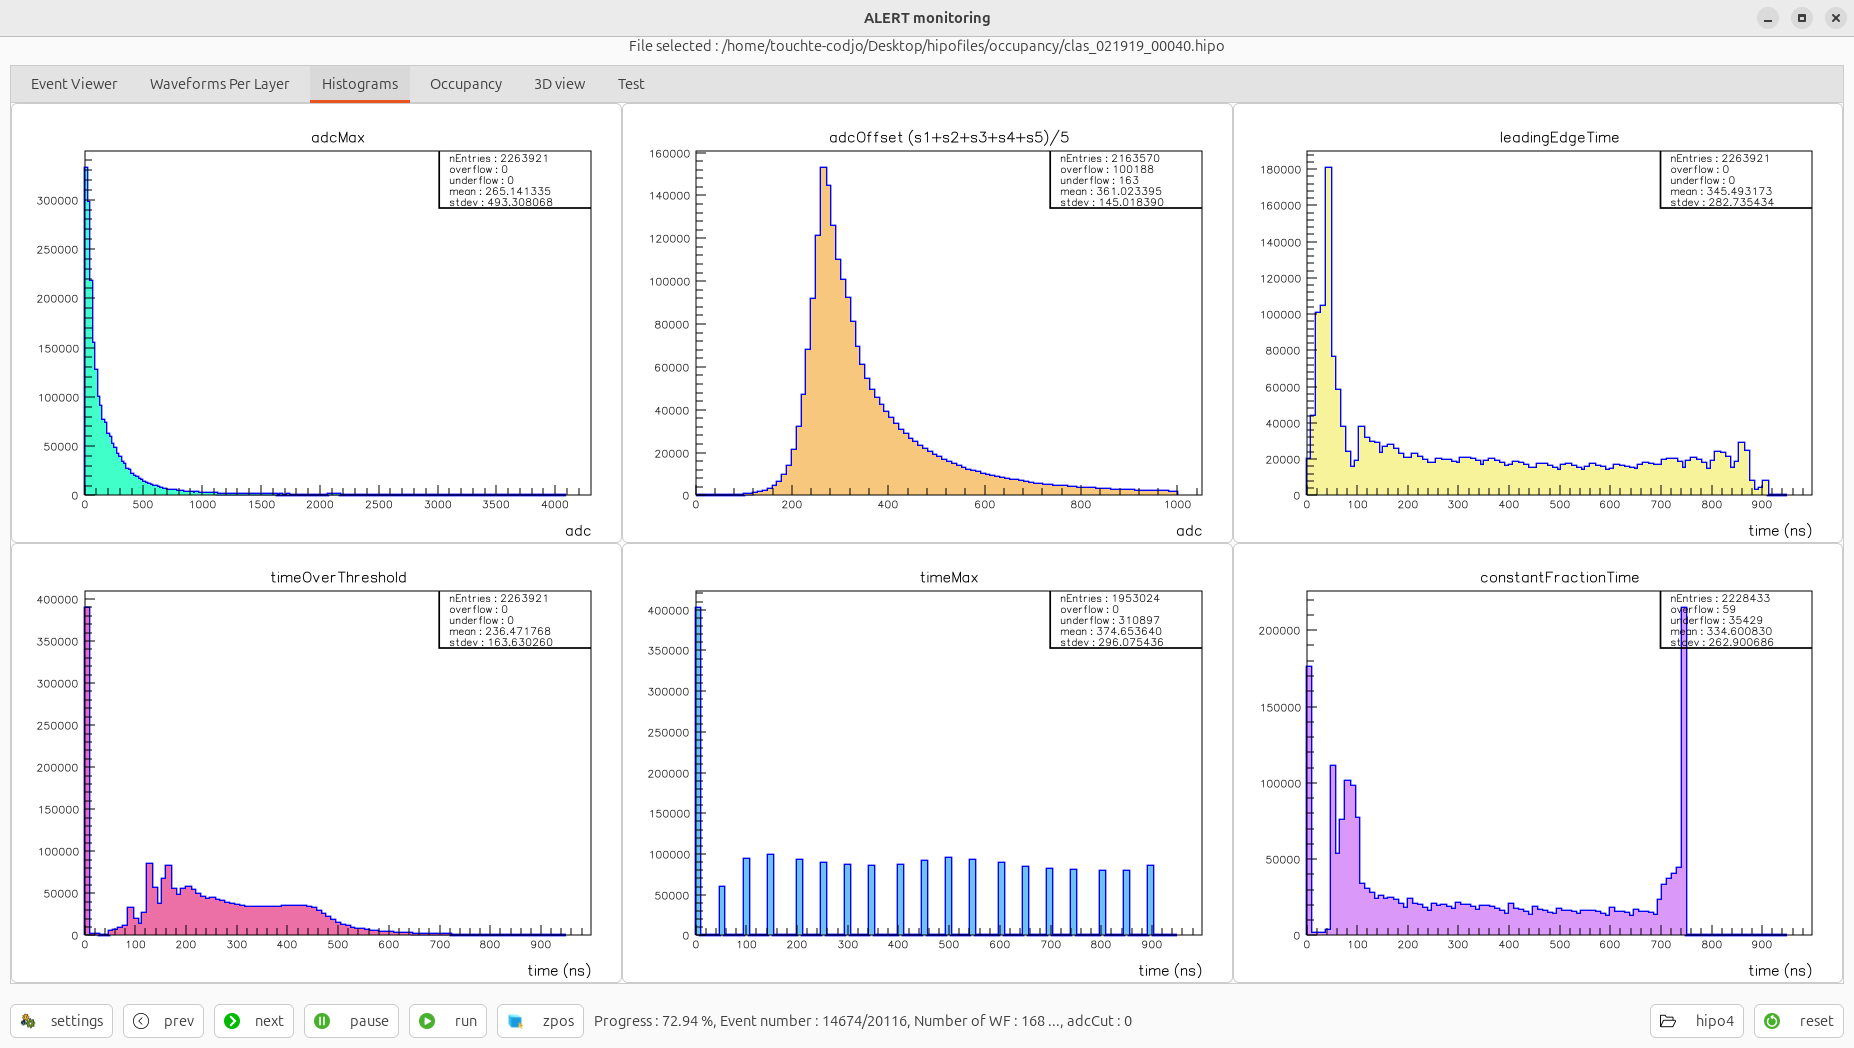 ALERT monitoring
File selected : /home/touchte-codjo/Desktop/hipofiles/occupancy/clas_021919_00040.hipo
Event Viewer Waveforms Per Layer Histograms Occupancy 3D view Test
adcMax
nEntries : 2263921
overflow : 0
underflow : 0
mean : 265.141335
stdev : 493.308068
300000
250000
200000
150000
100000
50000
0
0 500 1000 1500 2000 2500 3000 3500 4000
adc
adcOffset (s1+s2+s3+s4+s5)/5
nEntries : 2163570
overflow : 100188
underflow : 163
mean : 361.023395
stdev : 145.018390
160000
140000
120000
100000
80000
60000
40000
20000
0
0 200 400 600 800 1000
adc
leadingEdgeTime
nEntries : 2263921
overflow : 0
underflow : 0
mean : 345.493173
stdev : 282.735434
180000
160000
140000
120000
100000
80000
60000
40000
20000
0
0 100 200 300 400 500 600 700 800 900
time (ns)
timeOverThreshold
nEntries : 2263921
overflow : 0
underflow : 0
mean : 236.471768
stdev : 163.630260
400000
350000
300000
250000
200000
150000
100000
50000
0
0 100 200 300 400 500 600 700 800 900
time (ns)
timeMax
nEntries : 1953024
overflow : 0
underflow : 310897
mean : 374.653640
stdev : 296.075436
400000
350000
300000
250000
200000
150000
100000
50000
0
0 100 200 300 400 500 600 700 800 900
time (ns)
constantFractionTime
nEntries : 2228433
overflow : 59
underflow : 35429
mean : 334.600830
stdev : 262.900686
200000
150000
100000
50000
0
0 100 200 300 400 500 600 700 800 900
time (ns)
settings prev next pause run zpos Progress : 72.94 %, Event number : 14674/20116, Number of WF : 168 ..., adcCut : 0 hipo4 reset